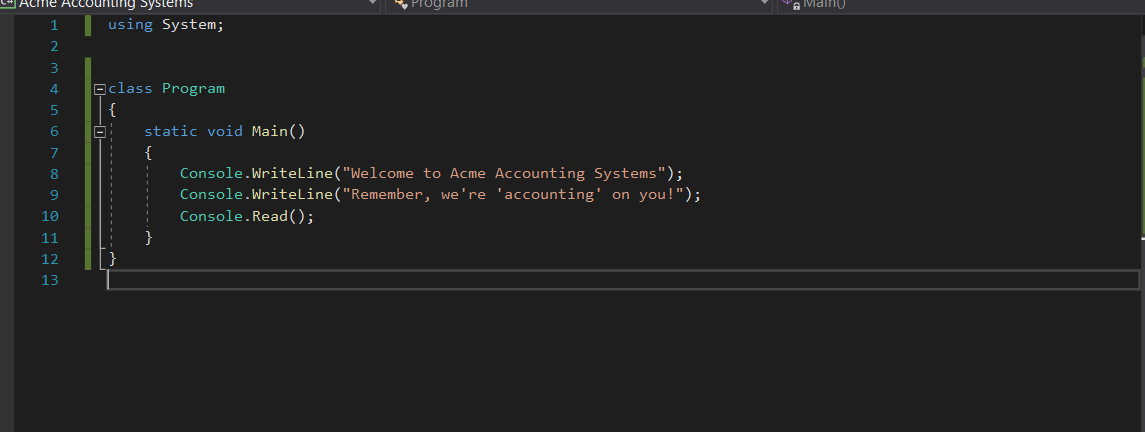 C# Acme Accounting Systems Program Main()
1 using System;
2
3
4 class Program
5 {
6 static void Main()
7 {
8 Console.WriteLine("Welcome to Acme Accounting Systems");
9 Console.WriteLine("Remember, we're 'accounting' on you!");
10 Console.Read();
11 }
12 }
13